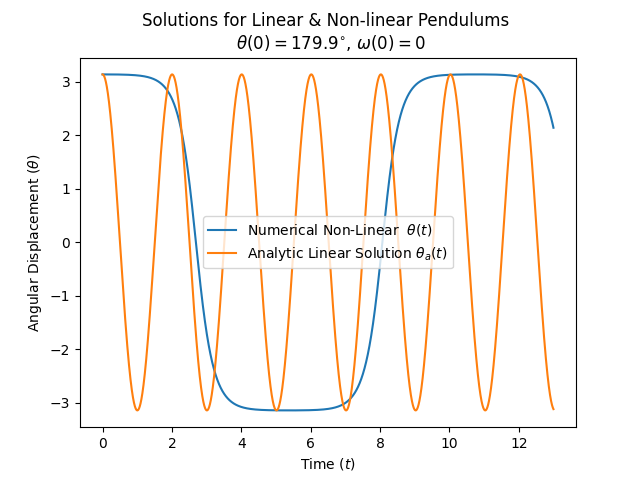 Solutions for Linear & Non-linear Pendulums
θ(0) = 179.9°, ω(0) = 0
Angular Displacement (θ)
3
2
1
0
−1
−2
−3
Numerical Non-Linear θ(t)
Analytic Linear Solution θₐ(t)
0 2 4 6 8 10 12
Time (t)